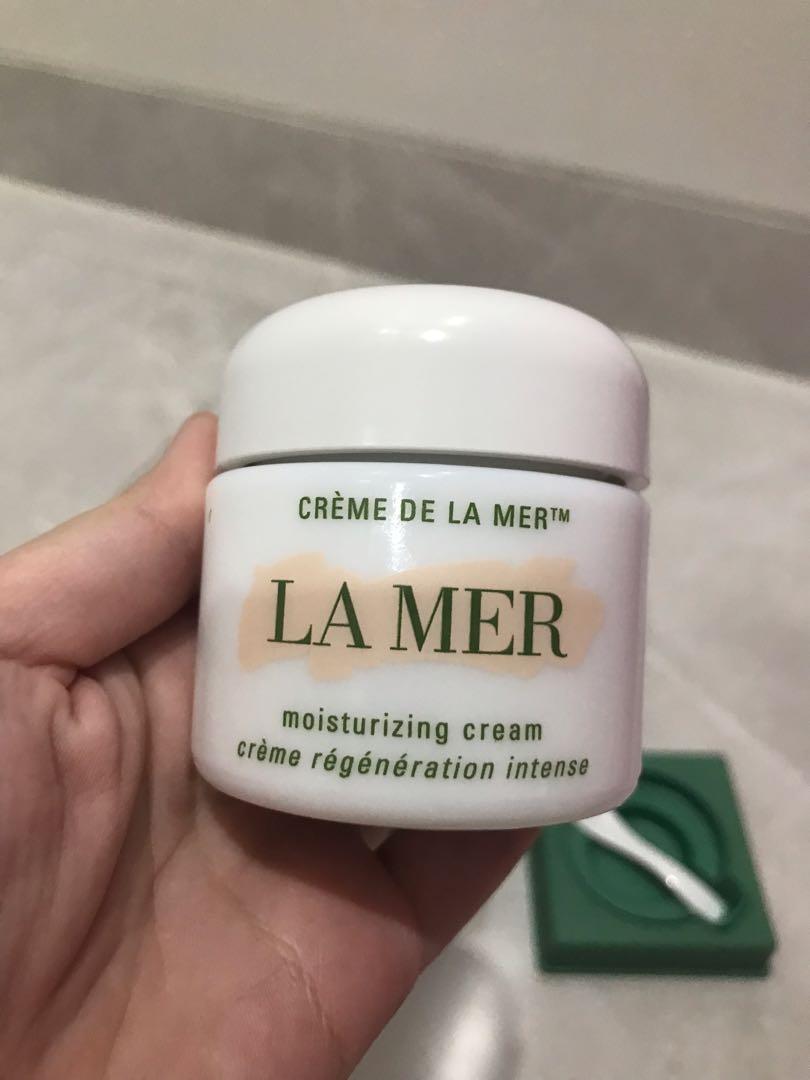 CRÈME DE LA MER™
LA MER
moisturizing cream
crème régénération intense